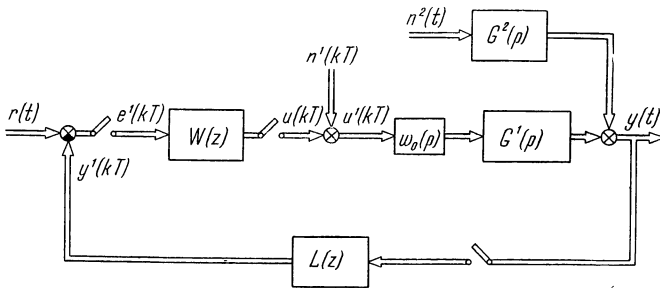 n²(t)
G²(p)
n¹(kT)
r(t)
e¹(kT)
W(z)
u(kT)
u¹(kT)
w₀(p)
G¹(p)
y(t)
y¹(kT)
L(z)